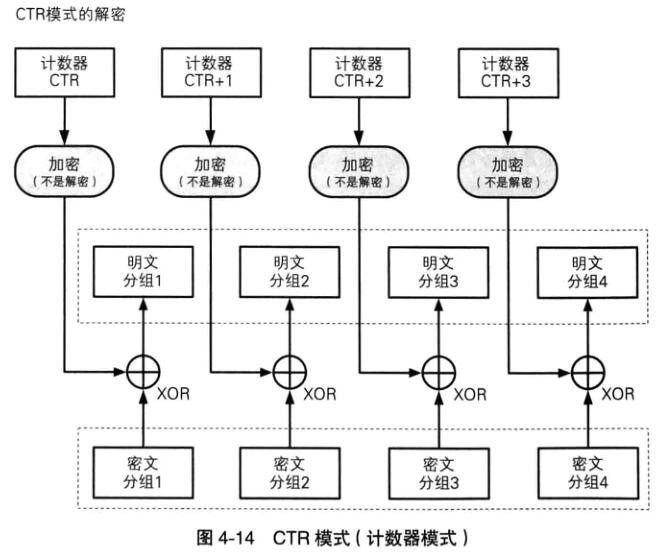 CTR模式的解密
计数器
CTR
计数器
CTR+1
计数器
CTR+2
计数器
CTR+3
加密
（不是解密）
加密
（不是解密）
加密
（不是解密）
加密
（不是解密）
明文
分组1
明文
分组2
明文
分组3
明文
分组4
XOR
XOR
XOR
XOR
密文
分组1
密文
分组2
密文
分组3
密文
分组4
图 4-14 CTR 模式（计数器模式）